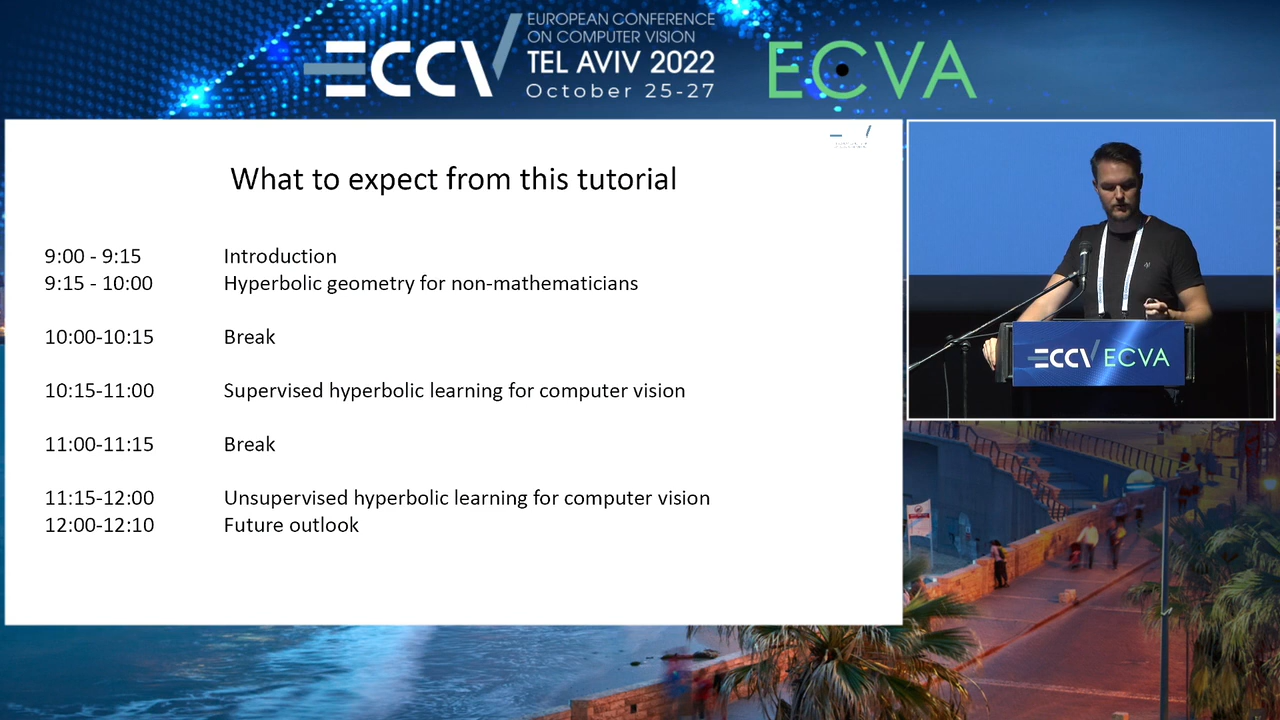 ECCV
EUROPEAN CONFERENCE
ON COMPUTER VISION
TEL AVIV 2022
October 25-27
ECVA
What to expect from this tutorial
9:00 - 9:15 Introduction
9:15 - 10:00 Hyperbolic geometry for non-mathematicians
10:00-10:15 Break
10:15-11:00 Supervised hyperbolic learning for computer vision
11:00-11:15 Break
11:15-12:00 Unsupervised hyperbolic learning for computer vision
12:00-12:10 Future outlook
ECCV ECVA